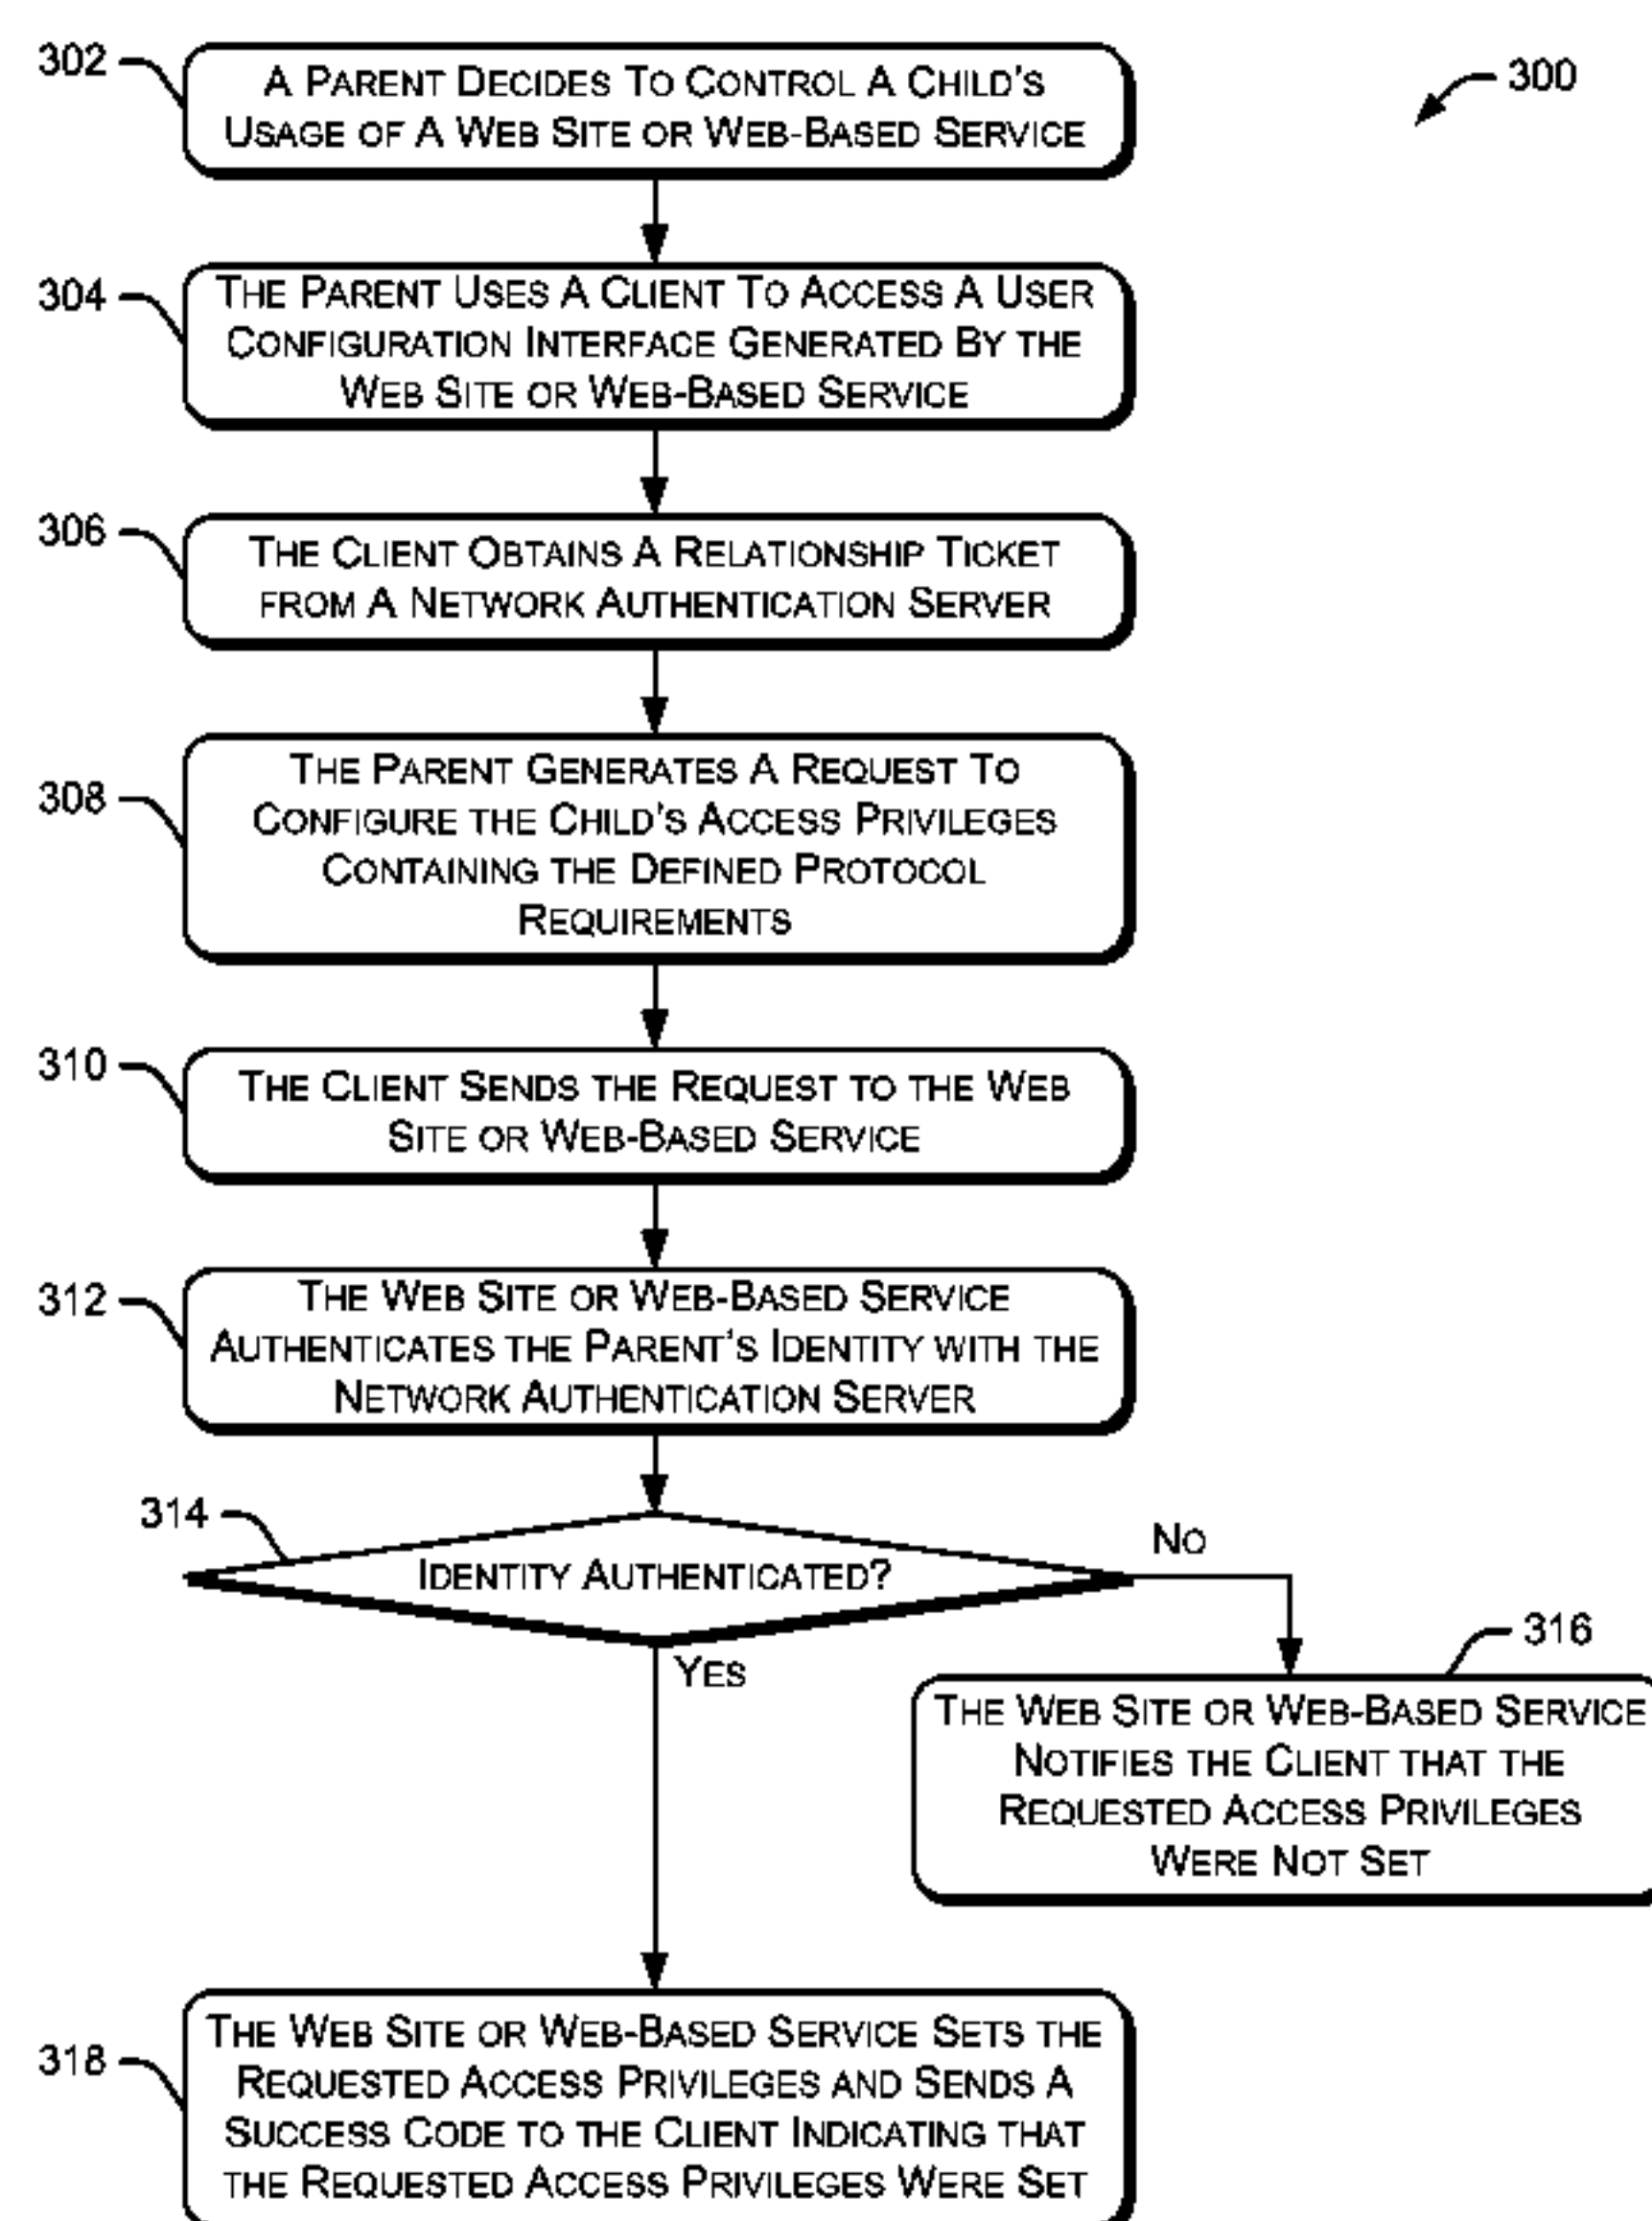 302
A PARENT DECIDES TO CONTROL A CHILD'S
USAGE OF A WEB SITE OR WEB-BASED SERVICE
300
304
THE PARENT USES A CLIENT TO ACCESS A USER
CONFIGURATION INTERFACE GENERATED BY THE
WEB SITE OR WEB-BASED SERVICE
306
THE CLIENT OBTAINS A RELATIONSHIP TICKET
FROM A NETWORK AUTHENTICATION SERVER
308
THE PARENT GENERATES A REQUEST TO
CONFIGURE THE CHILD'S ACCESS PRIVILEGES
CONTAINING THE DEFINED PROTOCOL
REQUIREMENTS
310
THE CLIENT SENDS THE REQUEST TO THE WEB
SITE OR WEB-BASED SERVICE
312
THE WEB SITE OR WEB-BASED SERVICE
AUTHENTICATES THE PARENT'S IDENTITY WITH THE
NETWORK AUTHENTICATION SERVER
314
IDENTITY AUTHENTICATED?
NO
YES
316
THE WEB SITE OR WEB-BASED SERVICE
NOTIFIES THE CLIENT THAT THE
REQUESTED ACCESS PRIVILEGES
WERE NOT SET
318
THE WEB SITE OR WEB-BASED SERVICE SETS THE
REQUESTED ACCESS PRIVILEGES AND SENDS A
SUCCESS CODE TO THE CLIENT INDICATING THAT
THE REQUESTED ACCESS PRIVILEGES WERE SET